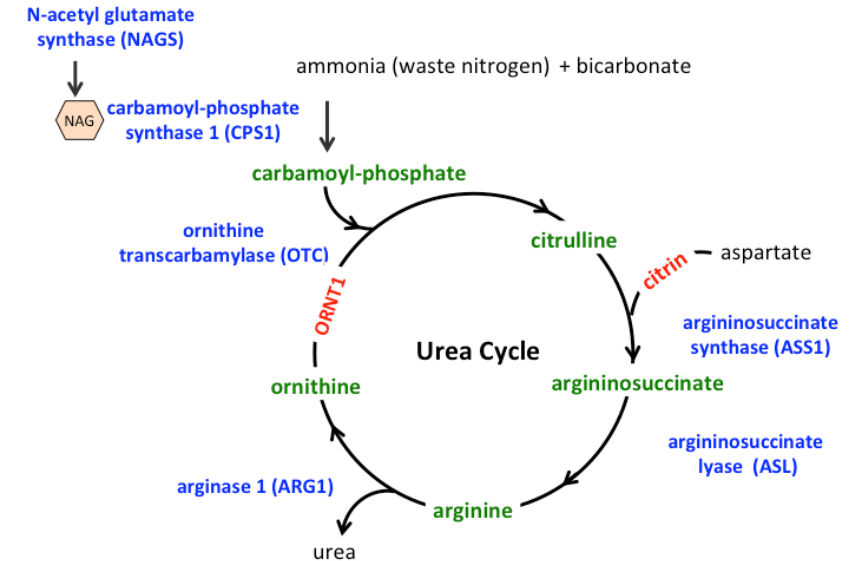 N-acetyl glutamate
synthase (NAGS)
ammonia (waste nitrogen) + bicarbonate
NAG
carbamoyl-phosphate
synthase 1 (CPS1)
carbamoyl-phosphate
ornithine
transcarbamylase (OTC)
citrulline
citrin
aspartate
ORNT1
argininosuccinate
synthase (ASS1)
Urea Cycle
ornithine
argininosuccinate
argininosuccinate
lyase (ASL)
arginase 1 (ARG1)
arginine
urea